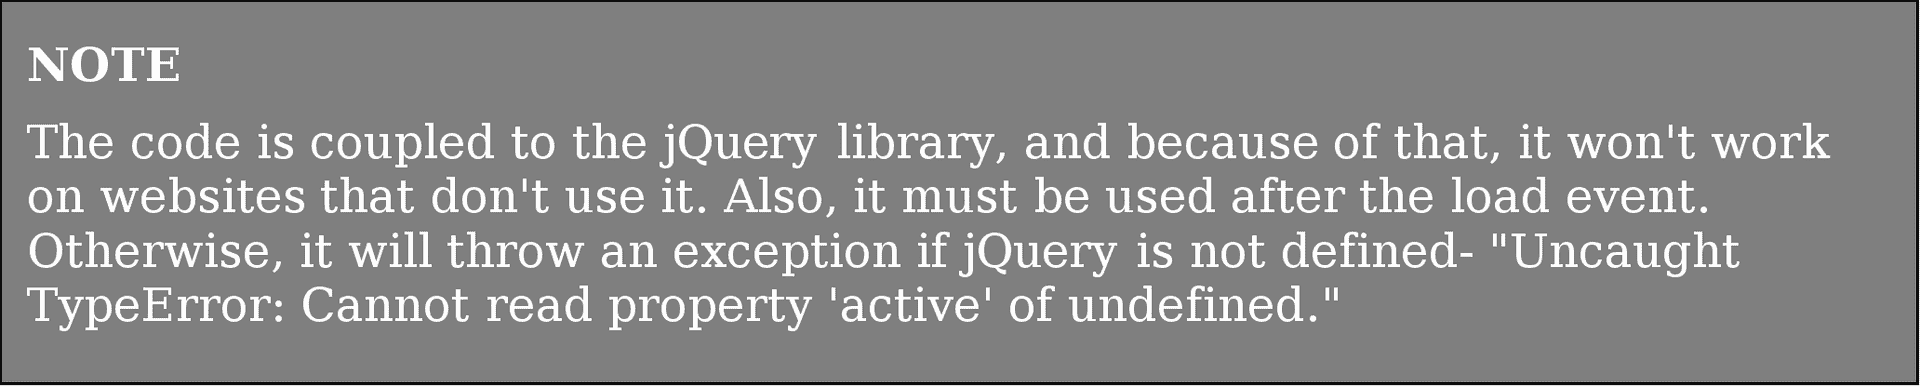 NOTE
The code is coupled to the jQuery library, and because of that, it won't work
on websites that don't use it. Also, it must be used after the load event.
Otherwise, it will throw an exception if jQuery is not defined- "Uncaught
TypeError: Cannot read property 'active' of undefined."